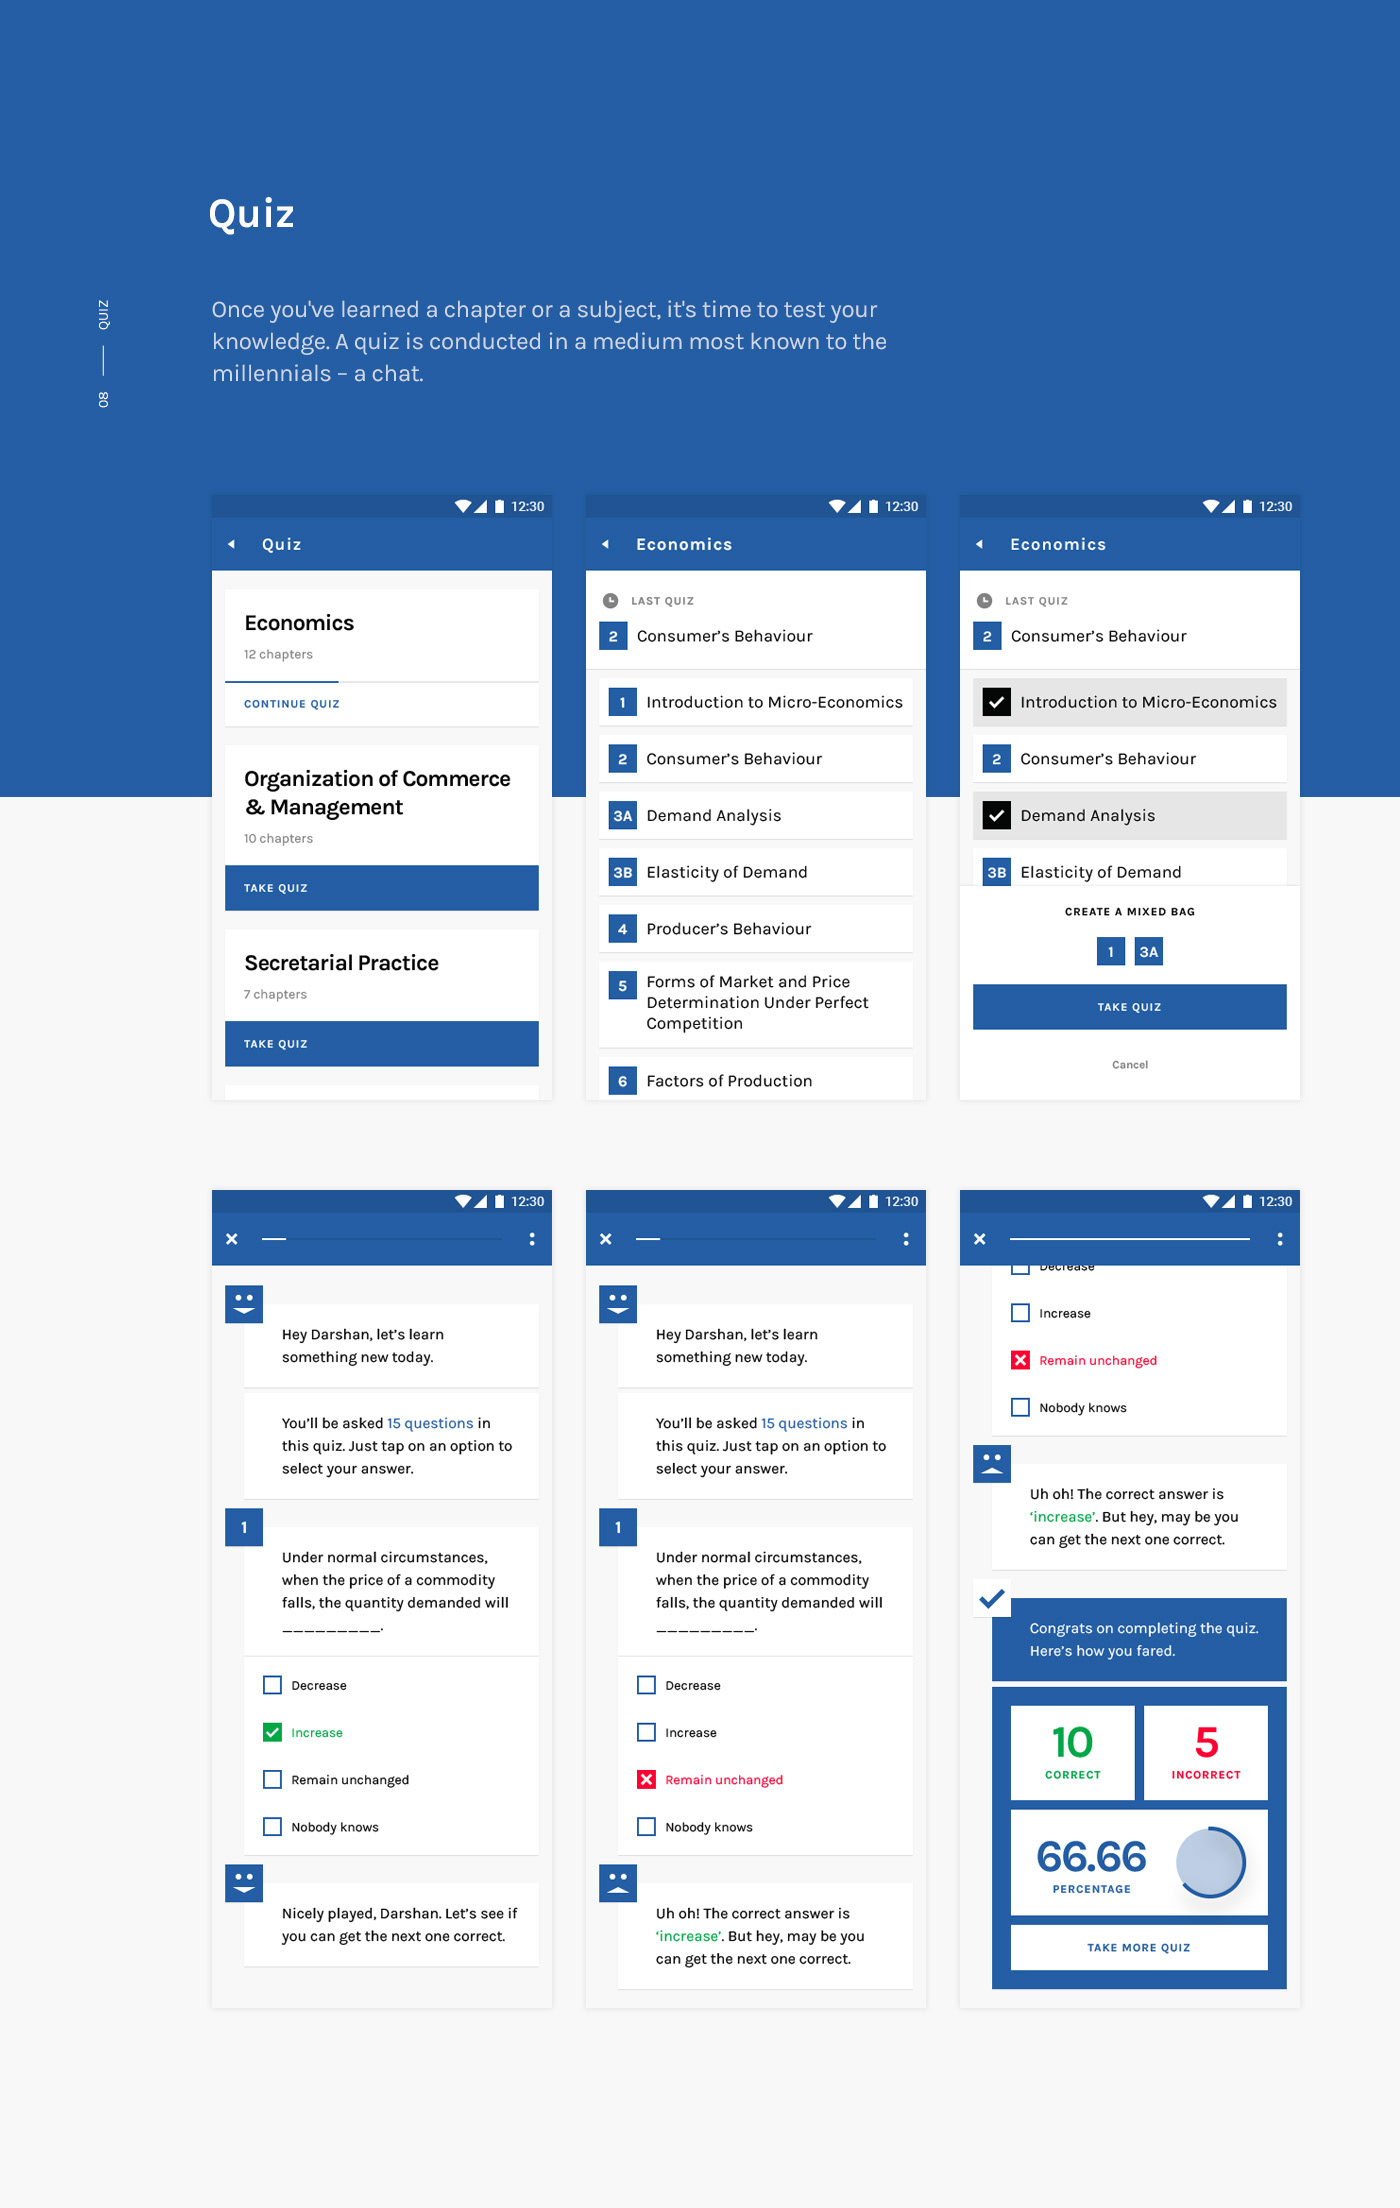 Quiz
QUIZ
08
Once you've learned a chapter or a subject, it's time to test your
knowledge. A quiz is conducted in a medium most known to the
millennials – a chat.
12:30
Quiz
Economics
12 chapters
CONTINUE QUIZ
Organization of Commerce
& Management
10 chapters
TAKE QUIZ
Secretarial Practice
7 chapters
TAKE QUIZ
12:30
Economics
LAST QUIZ
2 Consumer’s Behaviour
1 Introduction to Micro-Economics
2 Consumer’s Behaviour
3A Demand Analysis
3B Elasticity of Demand
4 Producer’s Behaviour
5 Forms of Market and Price
Determination Under Perfect
Competition
6 Factors of Production
12:30
Economics
LAST QUIZ
2 Consumer’s Behaviour
Introduction to Micro-Economics
2 Consumer’s Behaviour
Demand Analysis
3B Elasticity of Demand
CREATE A MIXED BAG
1 3A
TAKE QUIZ
Cancel
12:30
Hey Darshan, let’s learn
something new today.
You’ll be asked 15 questions in
this quiz. Just tap on an option to
select your answer.
1
Under normal circumstances,
when the price of a commodity
falls, the quantity demanded will
_________.
Decrease
Increase
Remain unchanged
Nobody knows
Nicely played, Darshan. Let’s see if
you can get the next one correct.
12:30
Hey Darshan, let’s learn
something new today.
You’ll be asked 15 questions in
this quiz. Just tap on an option to
select your answer.
1
Under normal circumstances,
when the price of a commodity
falls, the quantity demanded will
_________.
Decrease
Increase
Remain unchanged
Nobody knows
Uh oh! The correct answer is
‘increase’. But hey, may be you
can get the next one correct.
12:30
Decrease
Increase
Remain unchanged
Nobody knows
Uh oh! The correct answer is
‘increase’. But hey, may be you
can get the next one correct.
Congrats on completing the quiz.
Here’s how you fared.
10
CORRECT
5
INCORRECT
66.66
PERCENTAGE
TAKE MORE QUIZ